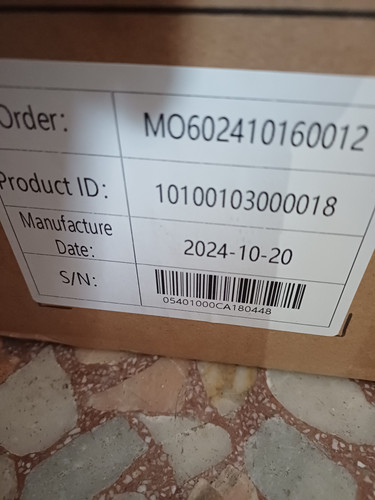 Order: MO602410160012
Product ID: 10100103000018
Manufacture
Date: 2024-10-20
S/N:
05401000CA180448